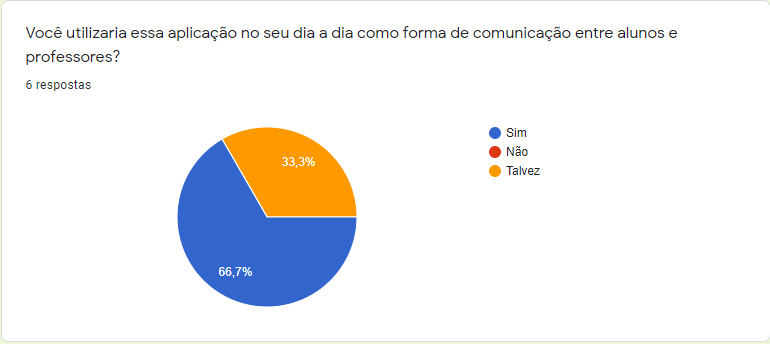 Você utilizaria essa aplicação no seu dia a dia como forma de comunicação entre alunos e
professores?
6 respostas
Sim
Não
Talvez
33,3%
66,7%